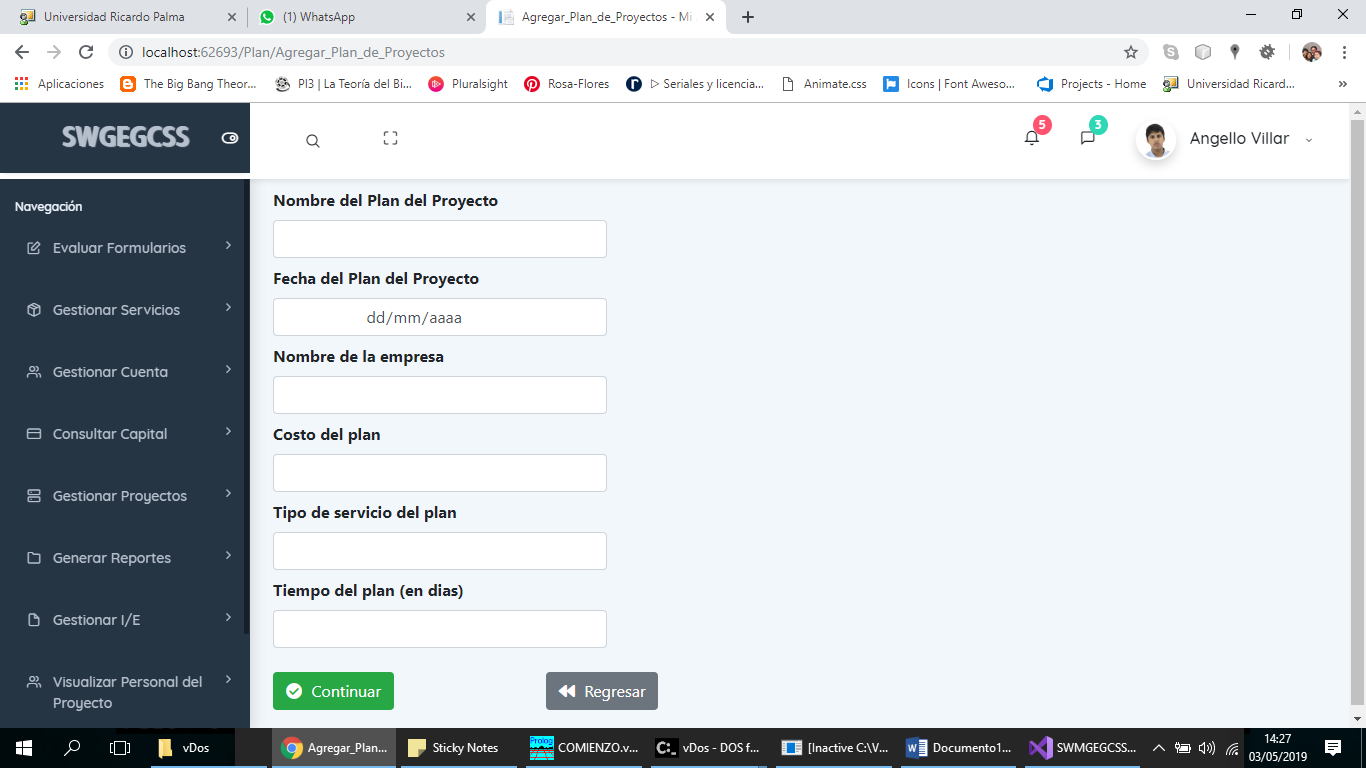 Universidad Ricardo Palma
(1) WhatsApp
Agregar_Plan_de_Proyectos - Mi
localhost:62693/Plan/Agregar_Plan_de_Proyectos
Aplicaciones
The Big Bang Theor...
PI3 | La Teoría del Bi...
Pluralsight
Rosa-Flores
▷ Seriales y licencia...
Animate.css
Icons | Font Aweso...
Projects - Home
Universidad Ricard...
»
SWGEGCSS
5
3
Angello Villar
Navegación
Evaluar Formularios
Gestionar Servicios
Gestionar Cuenta
Consultar Capital
Gestionar Proyectos
Generar Reportes
Gestionar I/E
Visualizar Personal del
Proyecto
Nombre del Plan del Proyecto
Fecha del Plan del Proyecto
dd/mm/aaaa
Nombre de la empresa
Costo del plan
Tipo de servicio del plan
Tiempo del plan (en dias)
Continuar
Regresar
vDos
Agregar_Plan...
Sticky Notes
Prolog
COMIENZO.v...
C:\
vDos - DOS f...
[Inactive C:\V...
Documento1...
SWMGEGCSS...
14:27
03/05/2019